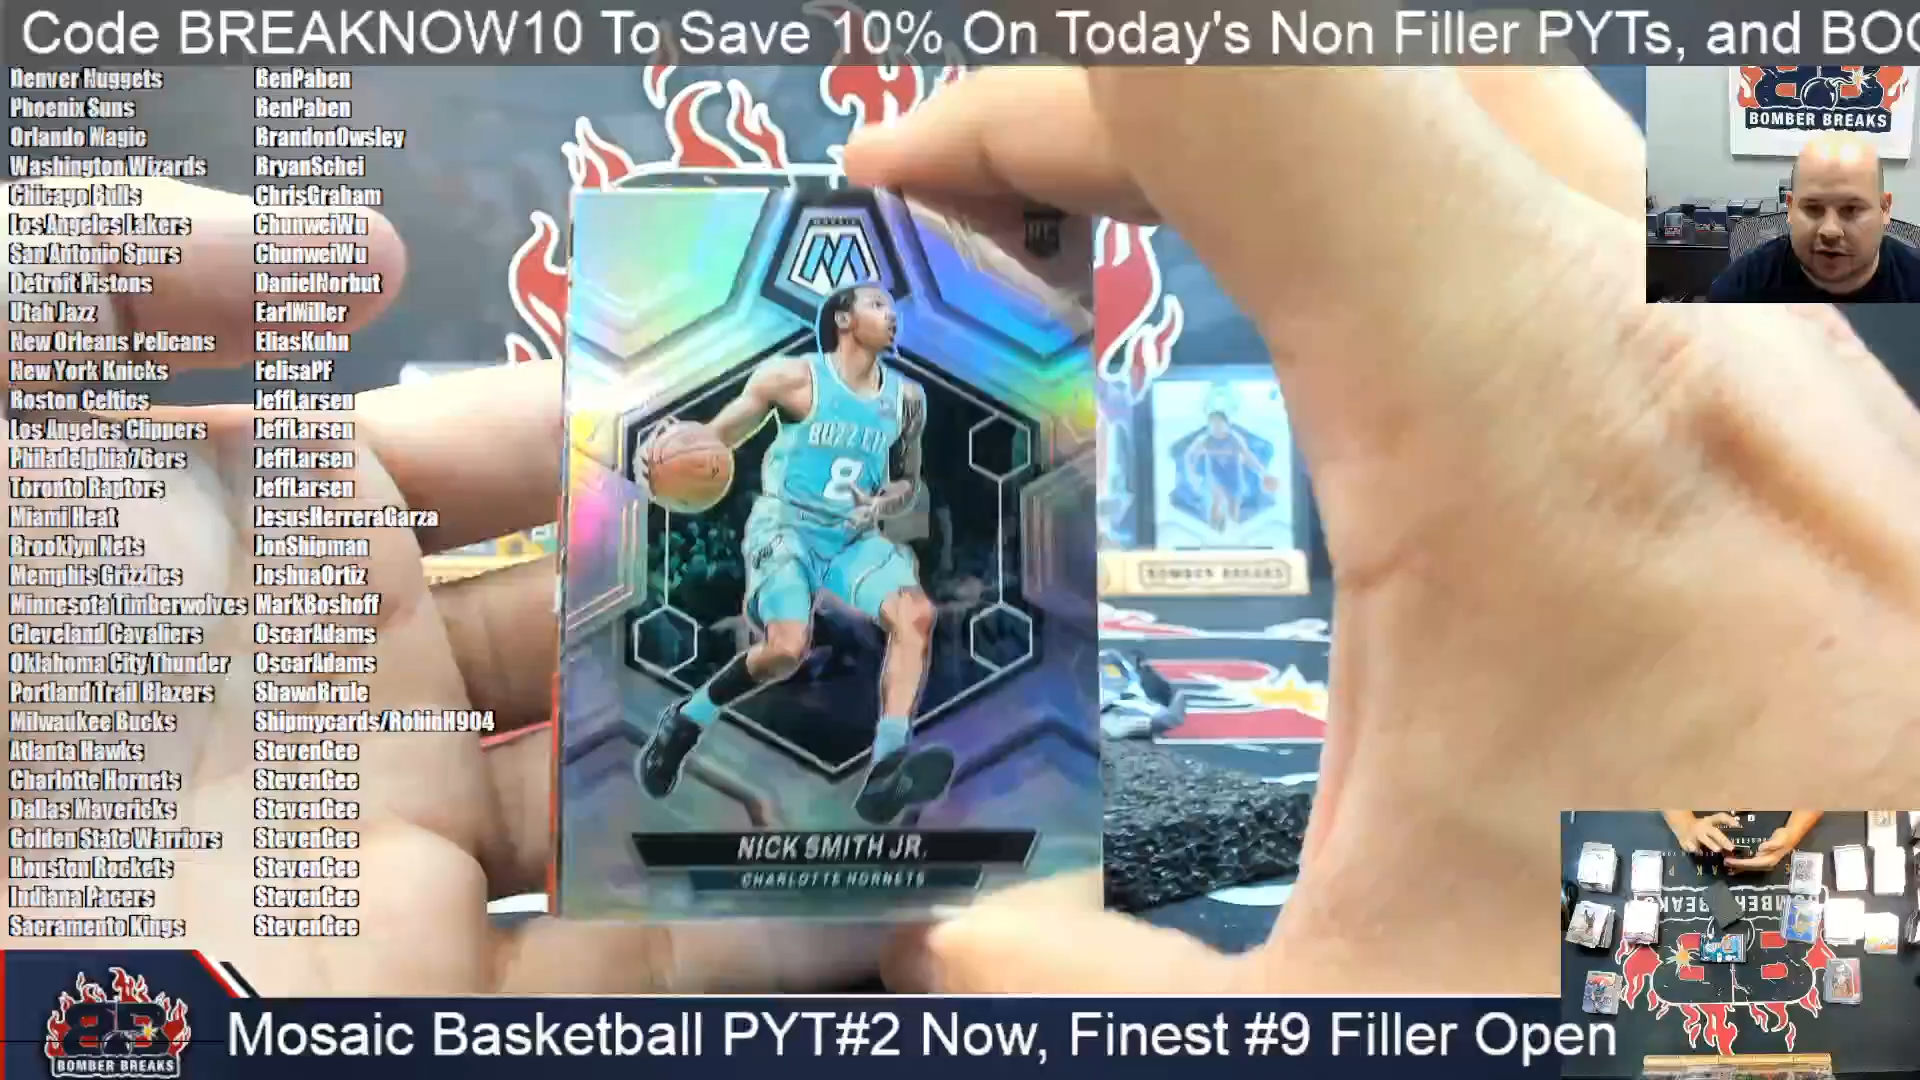 Code BREAKNOW10 To Save 10% On Today's Non Filler PYTs, and BOO
Denver Nuggets BenPaben
Phoenix Suns BenPaben
Orlando Magic BrandonOwsley
Washington Wizards BryanSchei
Chicago Bulls ChrisGraham
Los Angeles Lakers ChunweiWu
San Antonio Spurs ChunweiWu
Detroit Pistons DanielNorbut
Utah Jazz EarlMiller
New Orleans Pelicans EliasKuhn
New York Knicks FelisaPF
Boston Celtics JeffLarsen
Los Angeles Clippers JeffLarsen
Philadelphia 76ers JeffLarsen
Toronto Raptors JeffLarsen
Miami Heat JesusHerreraGarza
Brooklyn Nets JonShipman
Memphis Grizzlies JoshuaOrtiz
Minnesota Timberwolves MarkBoshoff
Cleveland Cavaliers OscarAdams
Oklahoma City Thunder OscarAdams
Portland Trail Blazers ShawnBrule
Milwaukee Bucks Shipmycards/RobinH904
Atlanta Hawks StevenGee
Charlotte Hornets StevenGee
Dallas Mavericks StevenGee
Golden State Warriors StevenGee
Houston Rockets StevenGee
Indiana Pacers StevenGee
Sacramento Kings StevenGee
MOSAIC
RC
BUZZ CITY
8
NICK SMITH JR.
CHARLOTTE HORNETS
BOMBER BREAKS
BOMBER BREAKS
BOMBER BREAKS
Mosaic Basketball PYT#2 Now, Finest #9 Filler Open